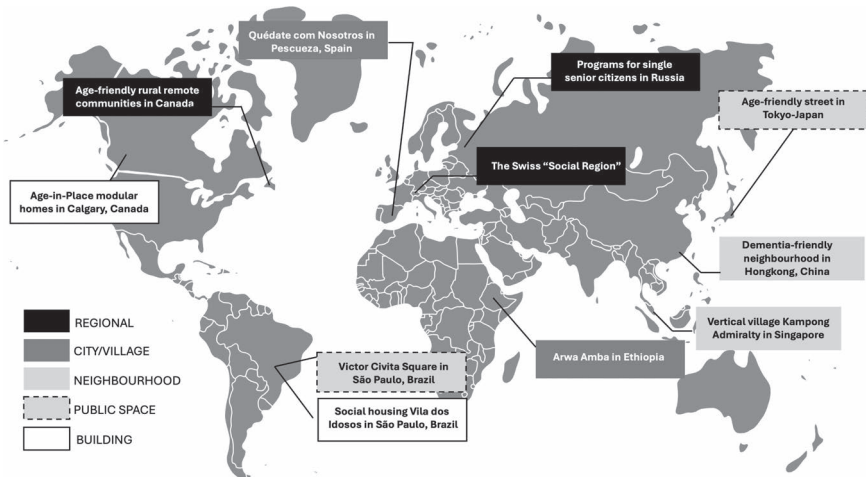 Quédate com Nosotros in
Pescueza, Spain
Programs for single
senior citizens in Russia
Age-friendly rural remote
communities in Canada
Age-friendly street in
Tokyo-Japan
The Swiss “Social Region”
Age-in-Place modular
homes in Calgary, Canada
Dementia-friendly
neighbourhood in
Hongkong, China
Vertical village Kampong
Admiralty in Singapore
Arwa Amba in Ethiopia
Victor Civita Square in
São Paulo, Brazil
Social housing Vila dos
Idosos in São Paulo, Brazil
REGIONAL
CITY/VILLAGE
NEIGHBOURHOOD
PUBLIC SPACE
BUILDING